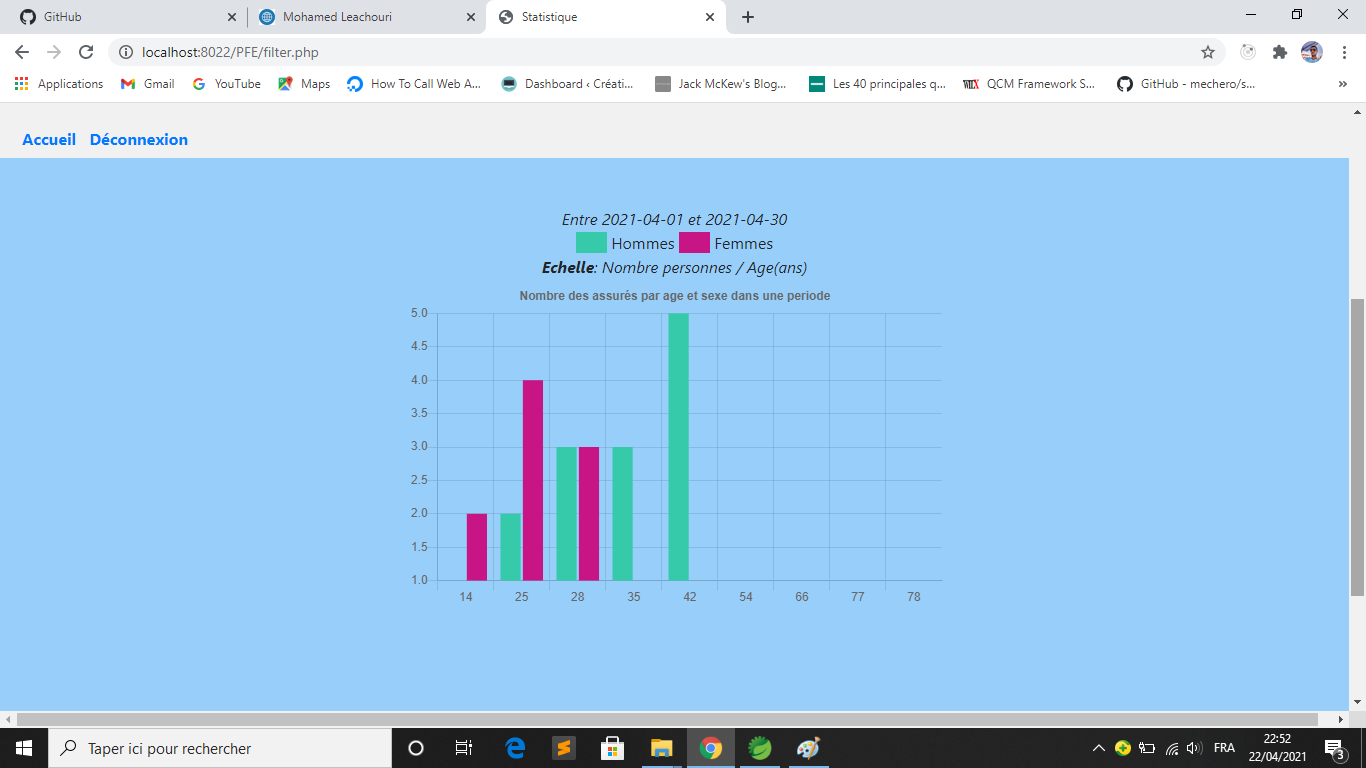 GitHub
Mohamed Leachouri
Statistique
localhost:8022/PFE/filter.php
Applications
Gmail
YouTube
Maps
How To Call Web A...
Dashboard ‹ Créati...
Jack McKew's Blog...
Les 40 principales q...
QCM Framework S...
GitHub - mechero/s...
Accueil Déconnexion
Entre 2021-04-01 et 2021-04-30
Hommes Femmes
Echelle: Nombre personnes / Age(ans)
Nombre des assurés par age et sexe dans une periode
5.0
4.5
4.0
3.5
3.0
2.5
2.0
1.5
1.0
14 25 28 35 42 54 66 77 78
Taper ici pour rechercher
FRA
22:52
22/04/2021
3